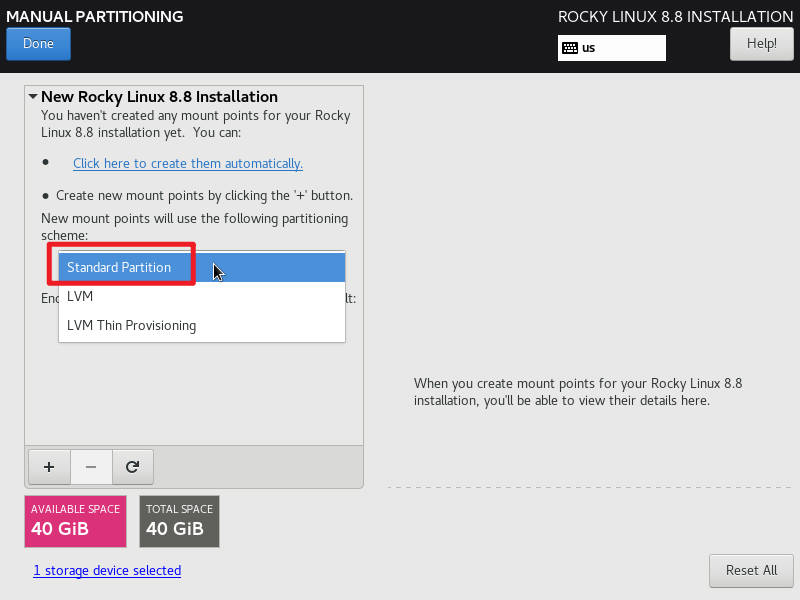 MANUAL PARTITIONING
ROCKY LINUX 8.8 INSTALLATION
Done
us
Help!
New Rocky Linux 8.8 Installation
You haven't created any mount points for your Rocky
Linux 8.8 installation yet. You can:
• Click here to create them automatically.
• Create new mount points by clicking the '+' button.
New mount points will use the following partitioning
scheme:
Standard Partition
LVM
LVM Thin Provisioning
When you create mount points for your Rocky Linux 8.8
installation, you'll be able to view their details here.
AVAILABLE SPACE
40 GiB
TOTAL SPACE
40 GiB
1 storage device selected
Reset All